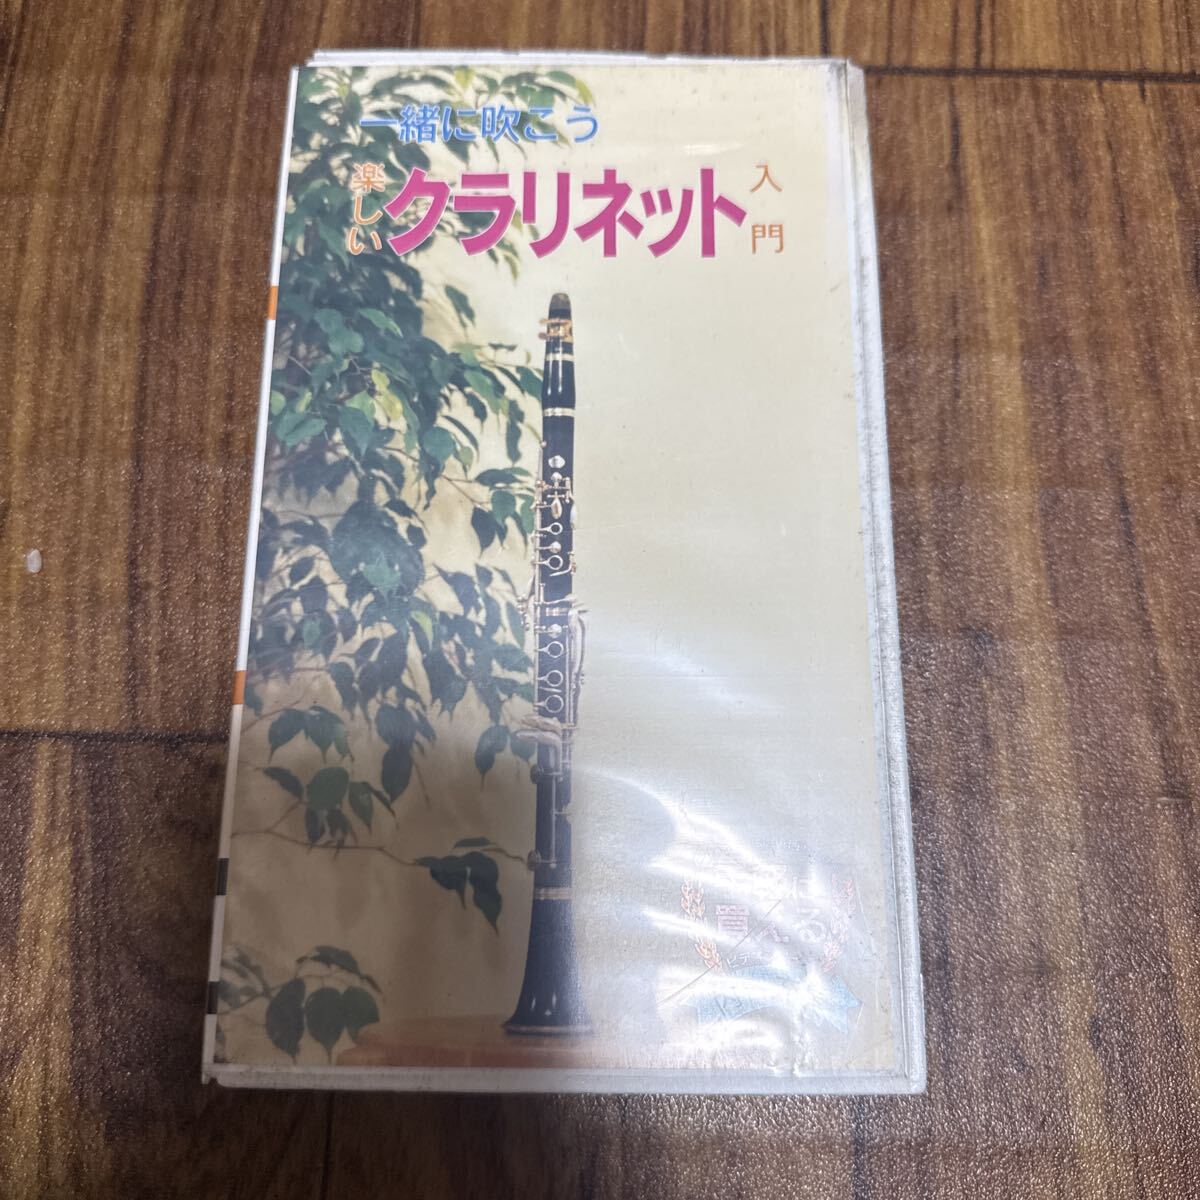 一緒に吹こう
楽しい
クラリネット
入門